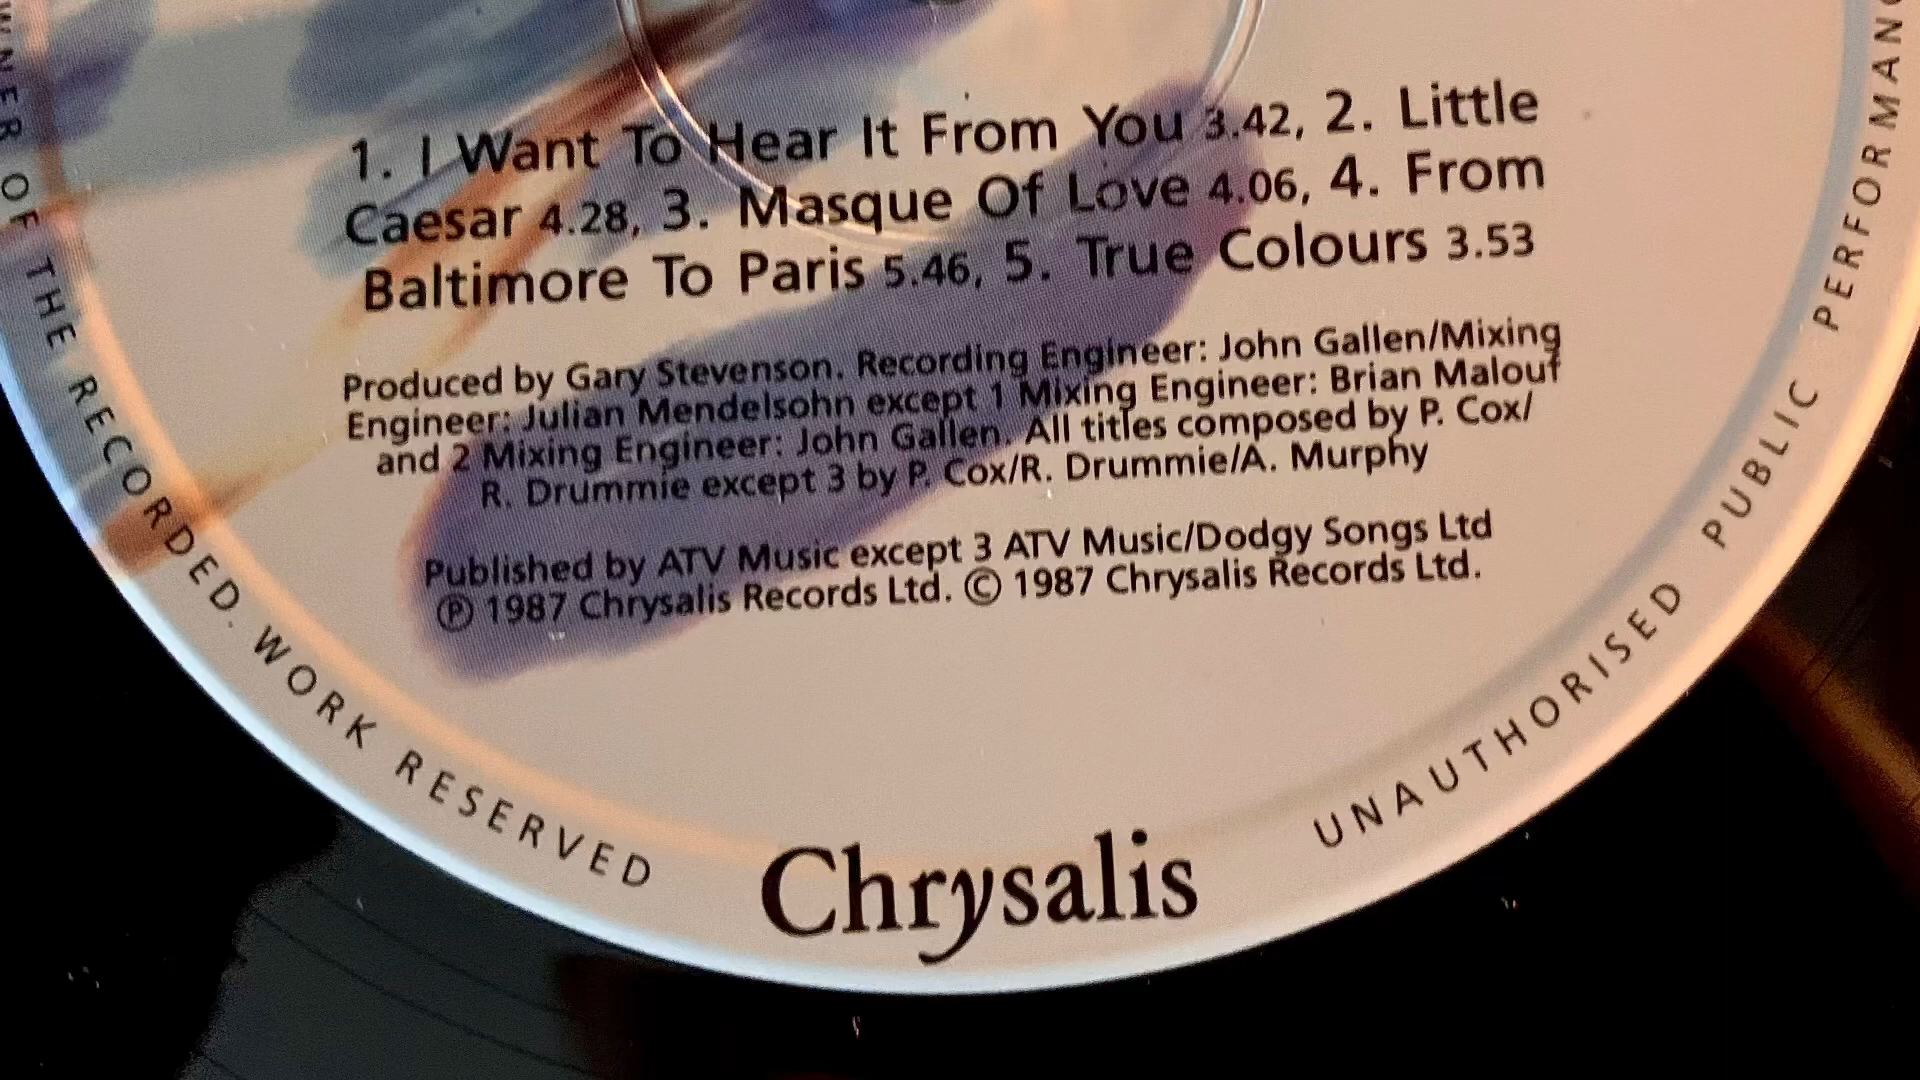 1. I Want To Hear It From You 3.42, 2. Little
Caesar 4.28, 3. Masque Of Love 4.06, 4. From
Baltimore To Paris 5.46, 5. True Colours 3.53
Produced by Gary Stevenson. Recording Engineer: John Gallen/Mixing
Engineer: Julian Mendelsohn except 1 Mixing Engineer: Brian Malouf
and 2 Mixing Engineer: John Gallen. All titles composed by P. Cox/
R. Drummie except 3 by P. Cox/R. Drummie/A. Murphy
Published by ATV Music except 3 ATV Music/Dodgy Songs Ltd
Ⓟ 1987 Chrysalis Records Ltd. © 1987 Chrysalis Records Ltd.
OF THE RECORDED. WORK RESERVED
Chrysalis
UNAUTHORISED PUBLIC